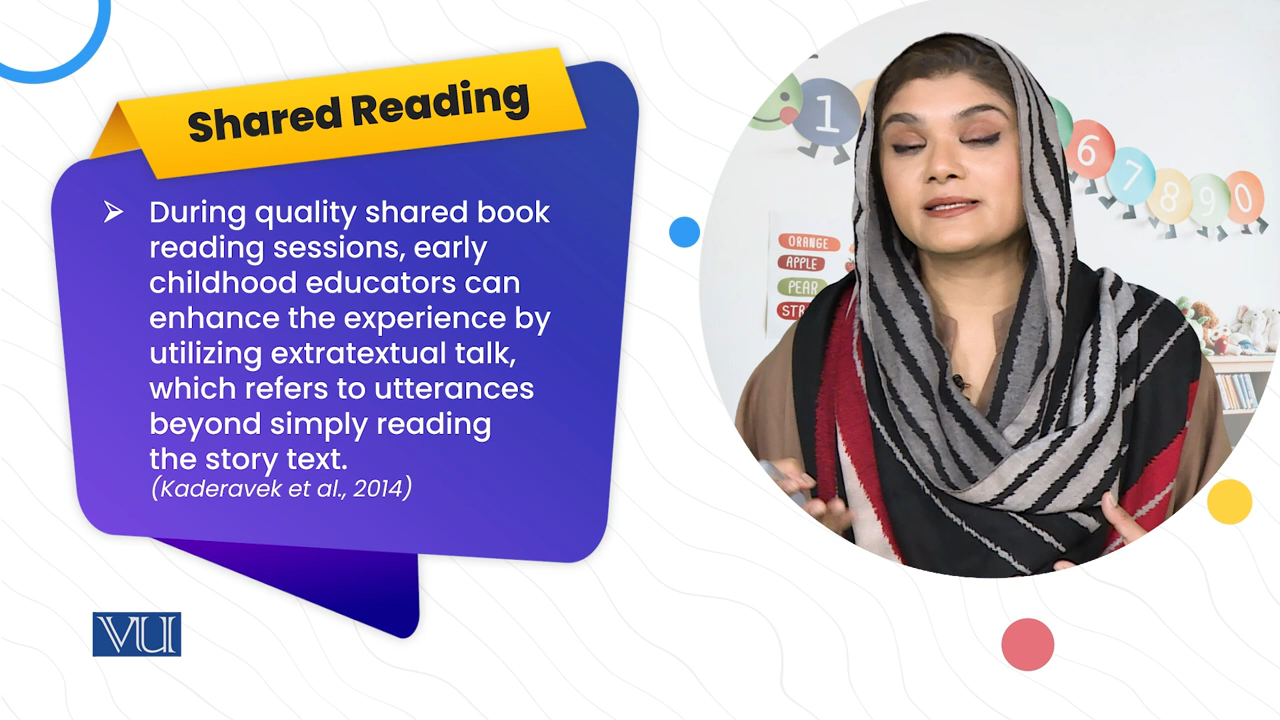 Shared Reading
➢ During quality shared book
reading sessions, early
childhood educators can
enhance the experience by
utilizing extratextual talk,
which refers to utterances
beyond simply reading
the story text.
(Kaderavek et al., 2014)
VU
1
6
7
8
9
0
ORANGE
APPLE
PEAR